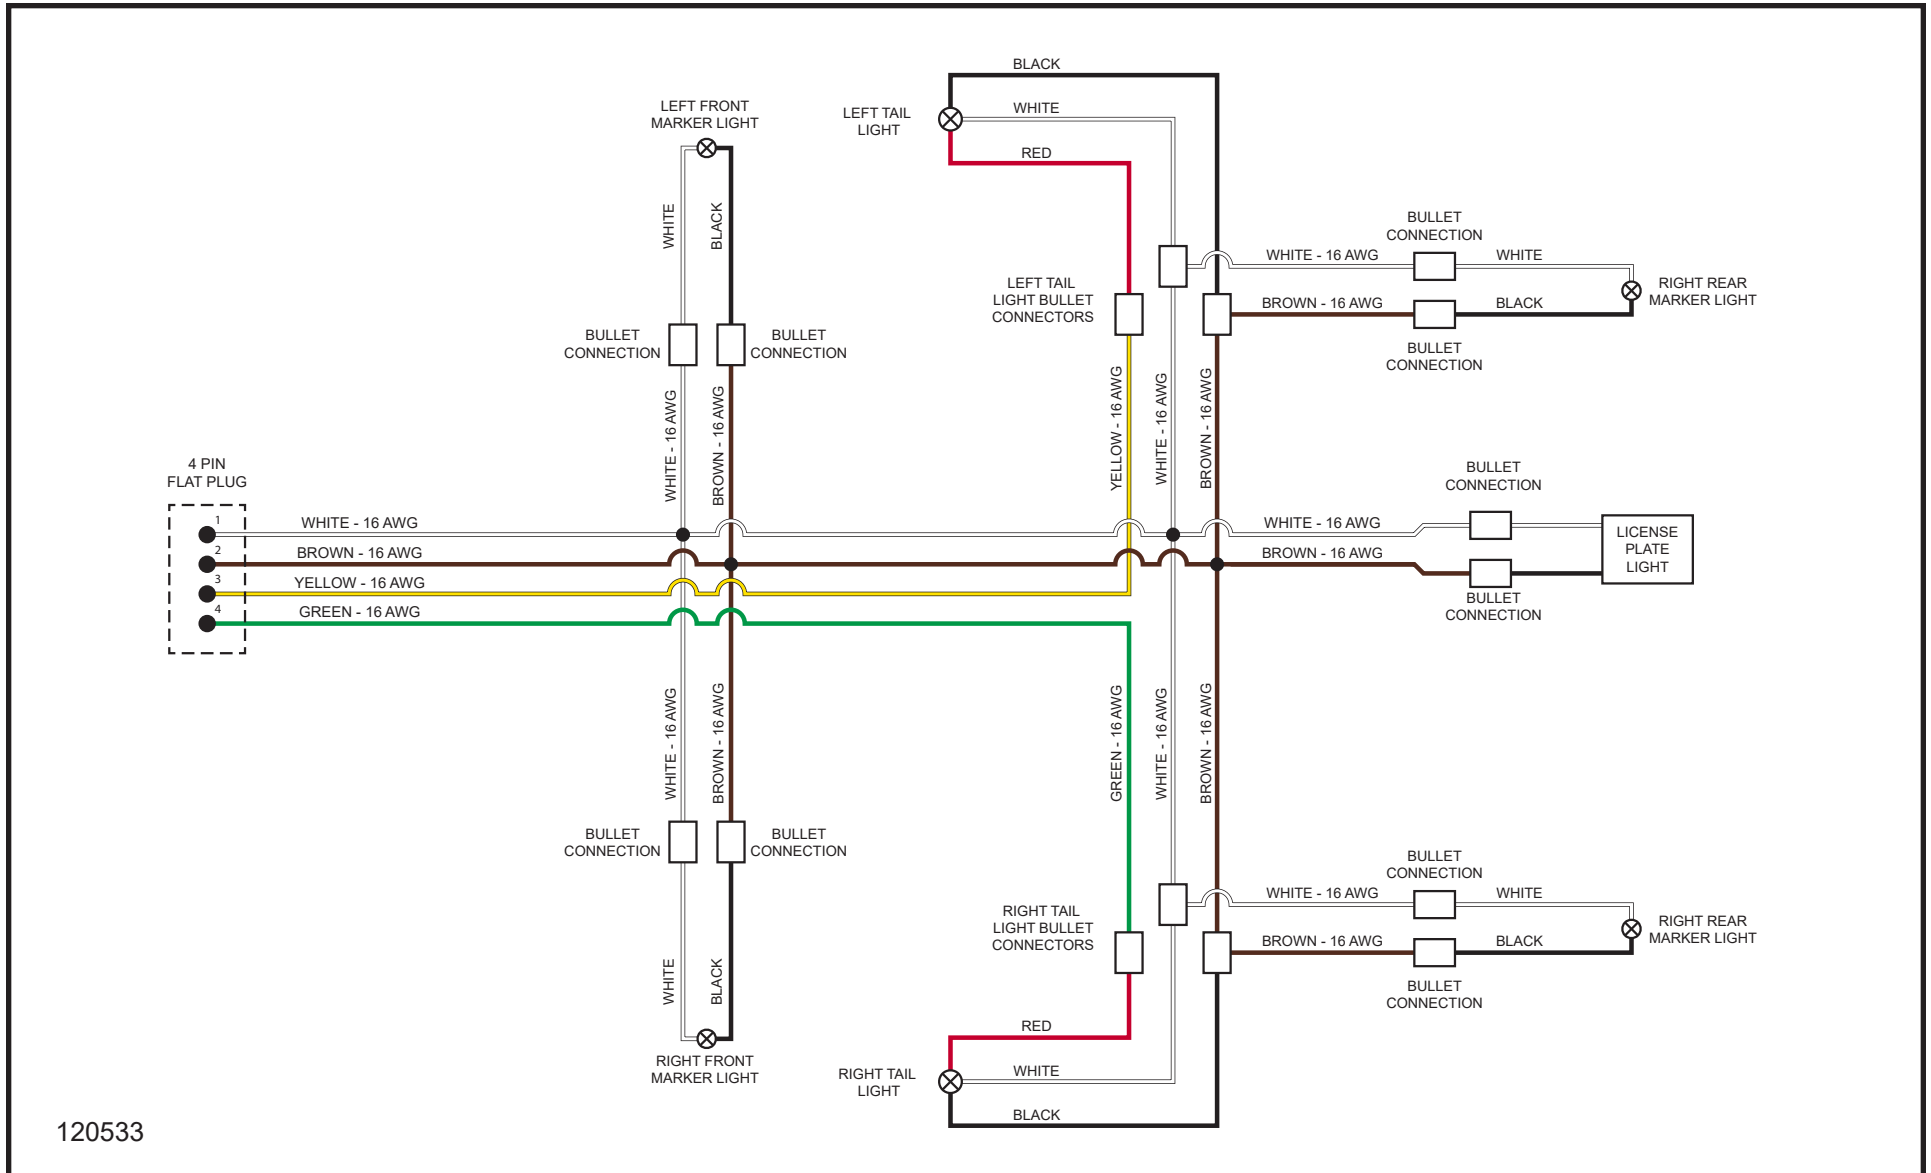 BLACK
LEFT FRONT
MARKER LIGHT
LEFT TAIL
LIGHT
WHITE
RED
WHITE
BLACK
BULLET
CONNECTION
WHITE - 16 AWG
WHITE
BROWN - 16 AWG
BLACK
RIGHT REAR
MARKER LIGHT
BULLET
CONNECTION
LEFT TAIL
LIGHT BULLET
CONNECTORS
BULLET
CONNECTION
BULLET
CONNECTION
WHITE - 16 AWG
BROWN - 16 AWG
YELLOW - 16 AWG
WHITE - 16 AWG
BROWN - 16 AWG
4 PIN
FLAT PLUG
1
2
3
4
WHITE - 16 AWG
BROWN - 16 AWG
YELLOW - 16 AWG
GREEN - 16 AWG
BULLET
CONNECTION
WHITE - 16 AWG
BROWN - 16 AWG
LICENSE
PLATE
LIGHT
BULLET
CONNECTION
WHITE - 16 AWG
BROWN - 16 AWG
GREEN - 16 AWG
WHITE - 16 AWG
BROWN - 16 AWG
BULLET
CONNECTION
BULLET
CONNECTION
BULLET
CONNECTION
WHITE - 16 AWG
WHITE
BROWN - 16 AWG
BLACK
RIGHT REAR
MARKER LIGHT
BULLET
CONNECTION
RIGHT TAIL
LIGHT BULLET
CONNECTORS
WHITE
BLACK
RED
RIGHT FRONT
MARKER LIGHT
RIGHT TAIL
LIGHT
WHITE
BLACK
120533